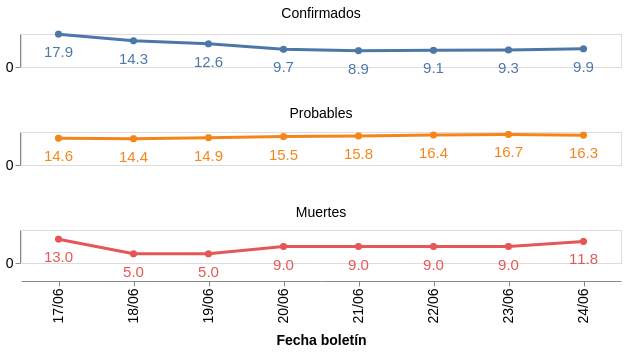 Confirmados
0
17.9 14.3 12.6 9.7 8.9 9.1 9.3 9.9
Probables
0
14.6 14.4 14.9 15.5 15.8 16.4 16.7 16.3
Muertes
0
13.0 5.0 5.0 9.0 9.0 9.0 9.0 11.8
17/06 18/06 19/06 20/06 21/06 22/06 23/06 24/06
Fecha boletín